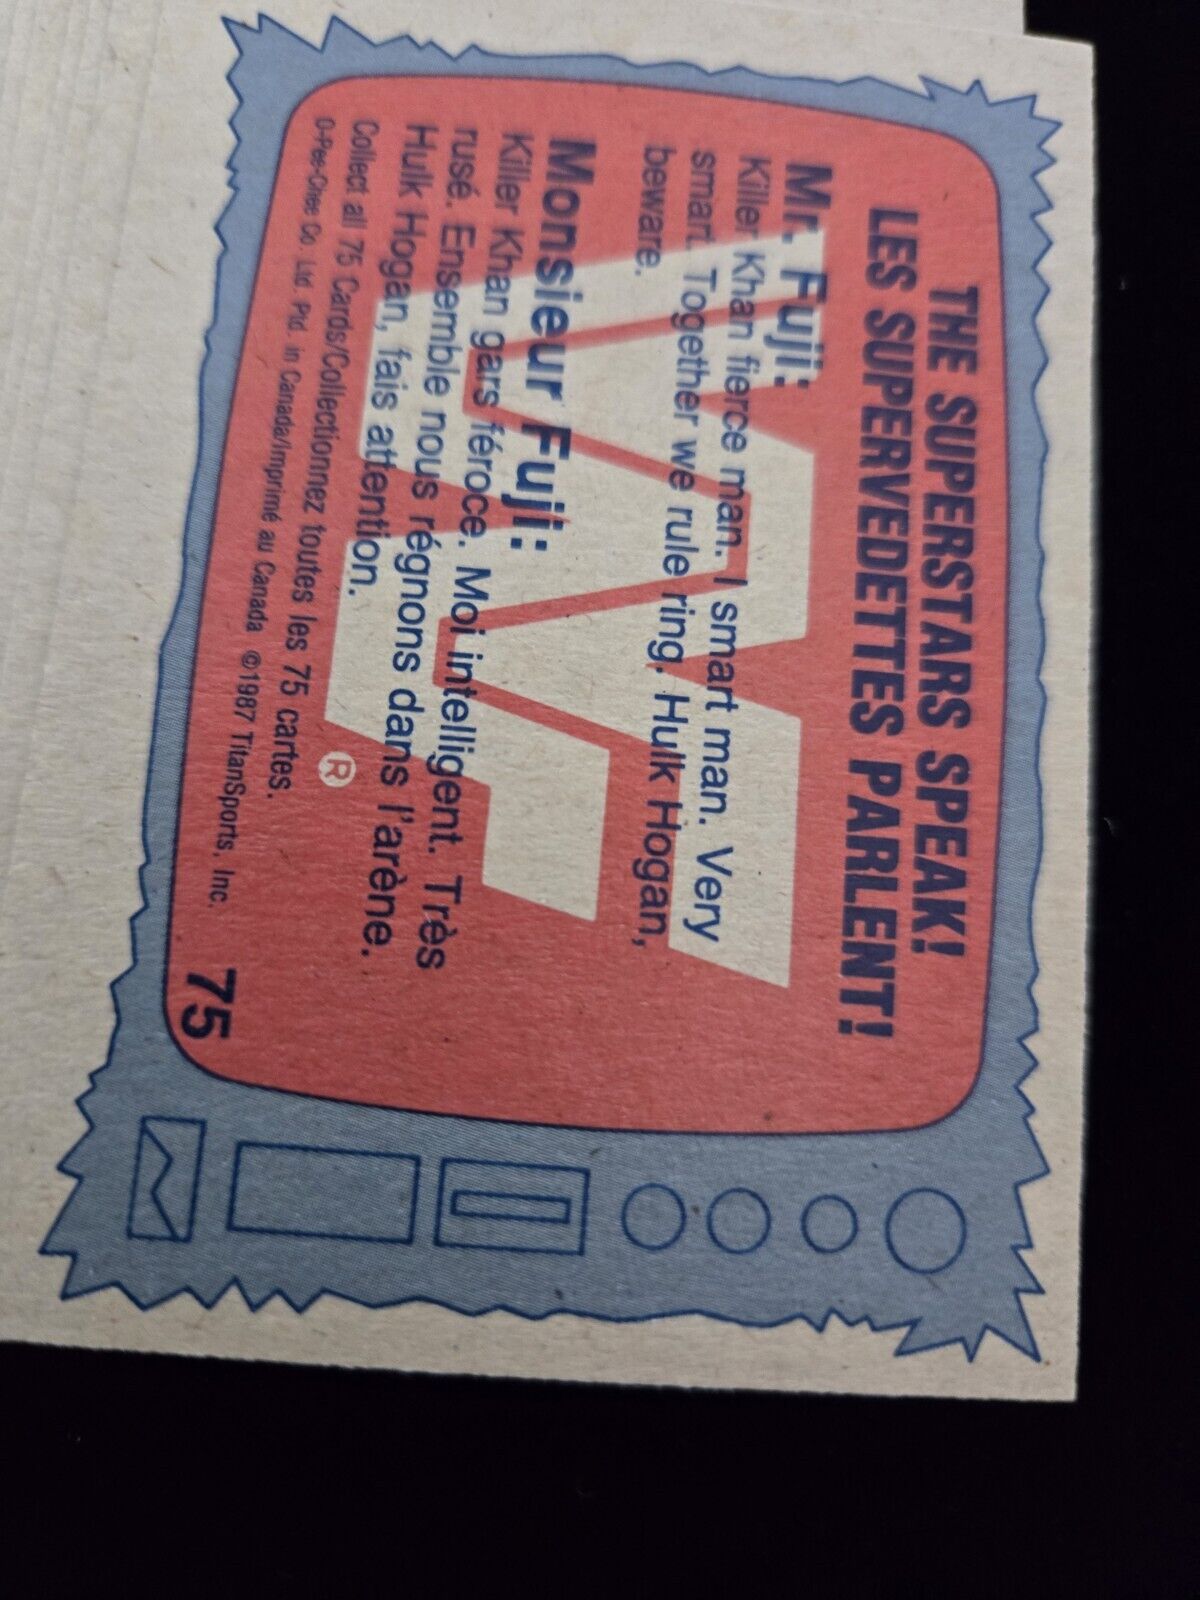 THE SUPERSTARS SPEAK!
LES SUPERVEDETTES PARLENT!
Mr. Fuji:
Killer Khan fierce man. I smart man. Very
smart. Together we rule ring. Hulk Hogan,
beware.
Monsieur Fuji:
Killer Khan gars féroce. Moi intelligent. Très
rusé. Ensemble nous régnons dans l'arène.
Hulk Hogan, fais attention.
Collect all 75 Cards/Collectionnez toutes les 75 cartes.
O-Pee-Chee Co. Ltd. Ptd. in Canada/Imprimé au Canada ©1987 TitanSports, Inc. 75
WF
®